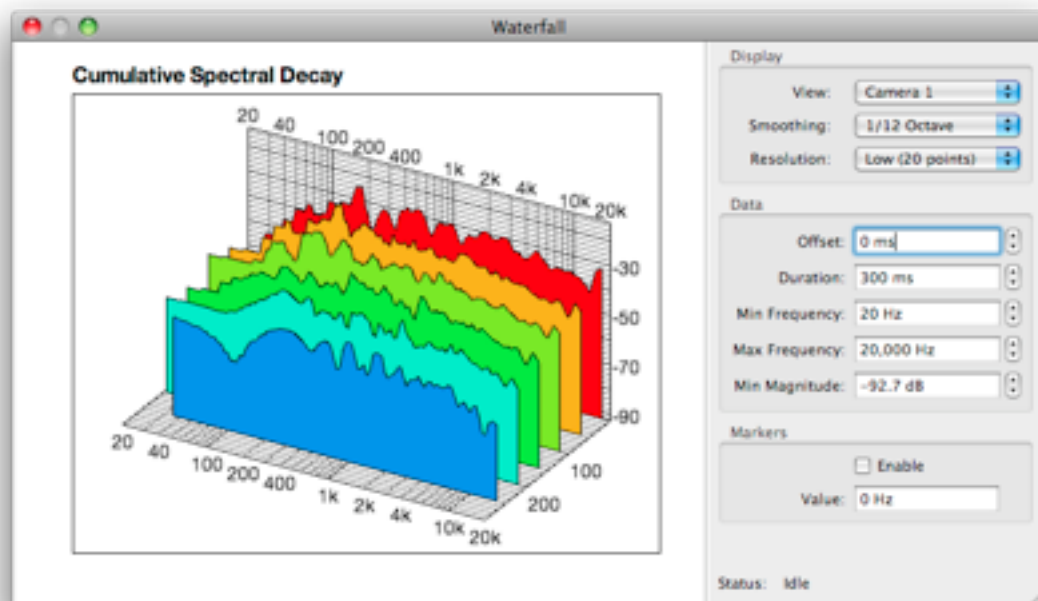 Waterfall
Cumulative Spectral Decay
20
40
100
200
400
1k
2k
4k
10k
20k
-30
-50
-70
-90
100
200
20
40
100
200
400
1k
2k
4k
10k
20k
Display
View: Camera 1
Smoothing: 1/12 Octave
Resolution: Low (20 points)
Data
Offset: 0 ms
Duration: 300 ms
Min Frequency: 20 Hz
Max Frequency: 20,000 Hz
Min Magnitude: -92.7 dB
Markers
Enable
Value: 0 Hz
Status: Idle